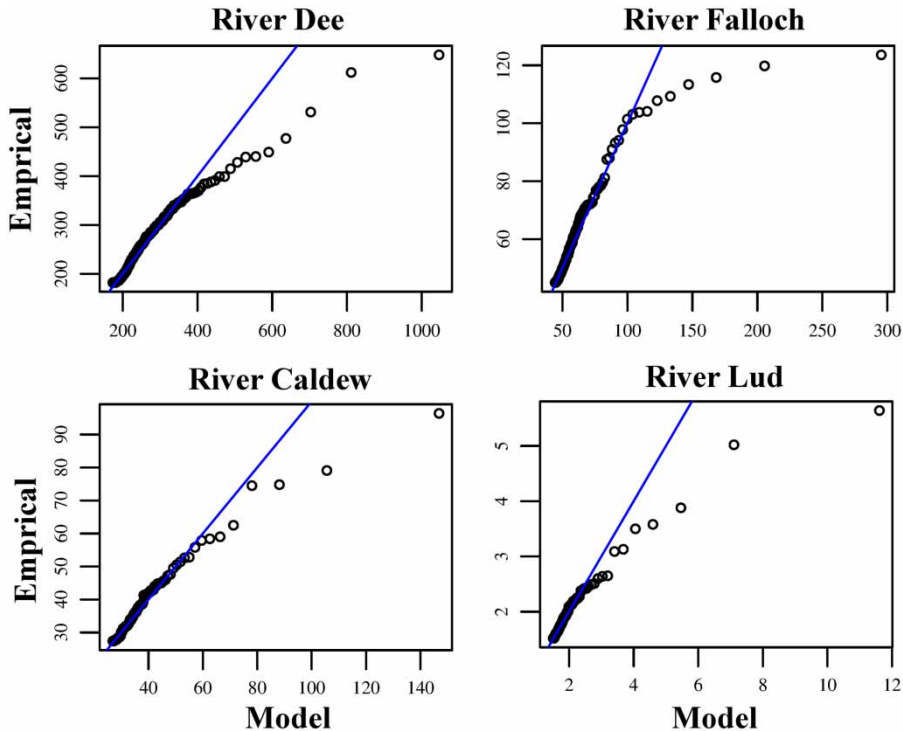 River Dee
River Falloch
Emprical
200 300 400 500 600
200 400 600 800 1000
60 80 100 120
50 100 150 200 250 300
River Caldew
River Lud
Emprical
30 40 50 60 70 80 90
40 60 80 100 120 140
2 3 4 5
2 4 6 8 10 12
Model
Model